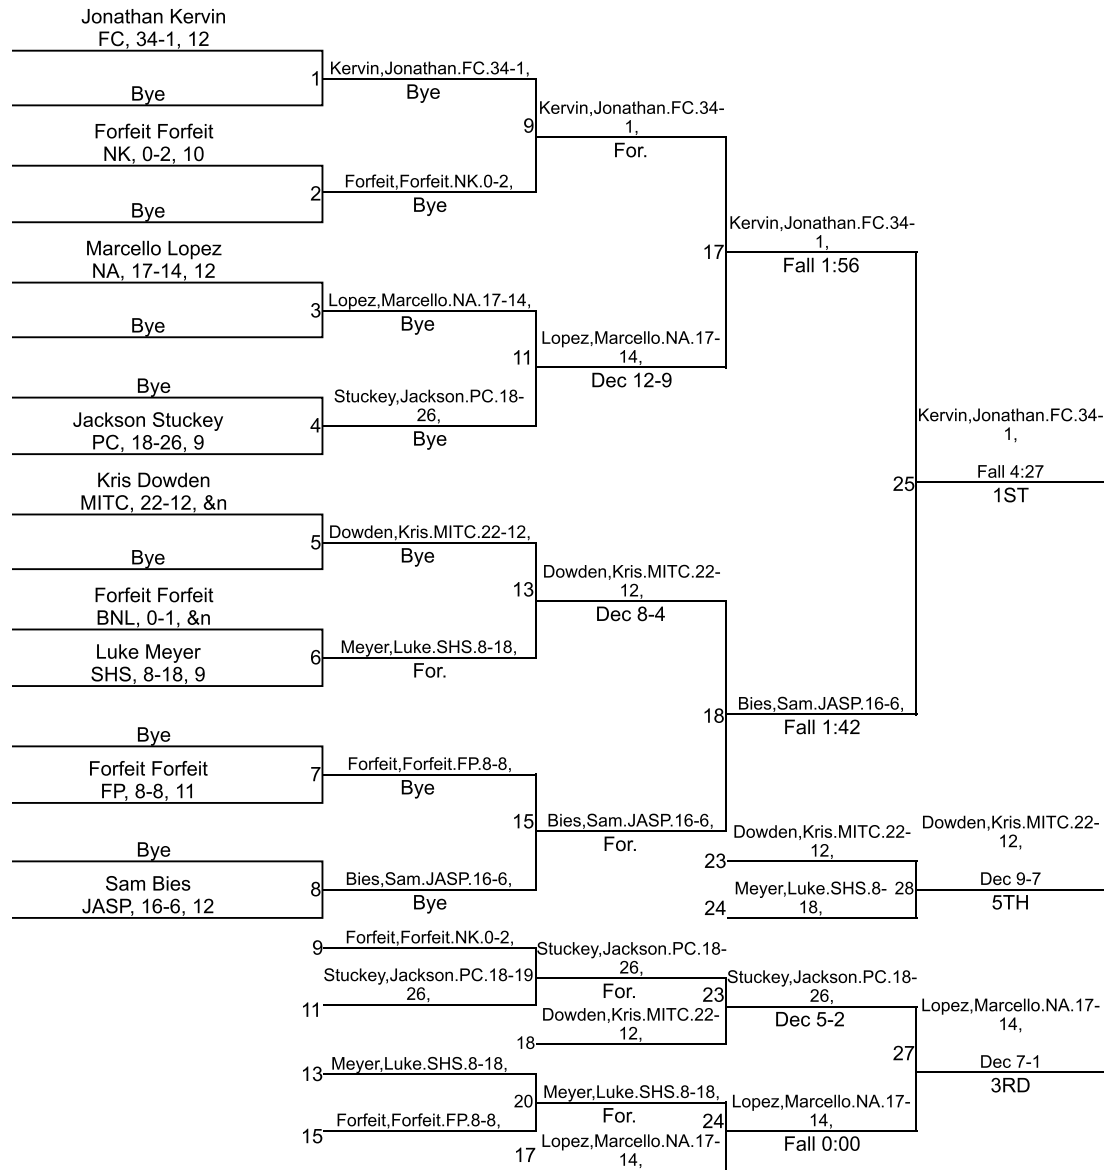 Jonathan Kervin
FC, 34-1, 12
1
Kervin,Jonathan.FC.34-1,
Bye
Bye
Forfeit Forfeit
NK, 0-2, 10
2
Forfeit,Forfeit.NK.0-2,
Bye
Bye
9
Kervin,Jonathan.FC.34-
1,
For.
Marcello Lopez
NA, 17-14, 12
3
Lopez,Marcello.NA.17-14,
Bye
Bye
Bye
Jackson Stuckey
PC, 18-26, 9
4
Stuckey,Jackson.PC.18-
26,
Bye
11
Lopez,Marcello.NA.17-
14,
Dec 12-9
17
Kervin,Jonathan.FC.34-
1,
Fall 1:56
Kris Dowden
MITC, 22-12, &n
5
Dowden,Kris.MITC.22-12,
Bye
Bye
Forfeit Forfeit
BNL, 0-1, &n
Luke Meyer
SHS, 8-18, 9
6
Meyer,Luke.SHS.8-18,
For.
13
Dowden,Kris.MITC.22-
12,
Dec 8-4
Bye
Forfeit Forfeit
FP, 8-8, 11
7
Forfeit,Forfeit.FP.8-8,
Bye
Bye
Sam Bies
JASP, 16-6, 12
8
Bies,Sam.JASP.16-6,
Bye
15
Bies,Sam.JASP.16-6,
For.
18
Bies,Sam.JASP.16-6,
Fall 1:42
25
Kervin,Jonathan.FC.34-
1,
Fall 4:27
1ST
23
Dowden,Kris.MITC.22-
12,
24
Meyer,Luke.SHS.8-
18,
28
Dowden,Kris.MITC.22-
12,
Dec 9-7
5TH
9
Forfeit,Forfeit.NK.0-2,
11
Stuckey,Jackson.PC.18-
26,
19
Stuckey,Jackson.PC.18-
26,
For.
18
Dowden,Kris.MITC.22-
12,
23
Stuckey,Jackson.PC.18-
26,
Dec 5-2
13
Meyer,Luke.SHS.8-18,
15
Forfeit,Forfeit.FP.8-8,
20
Meyer,Luke.SHS.8-18,
For.
17
Lopez,Marcello.NA.17-
14,
24
Lopez,Marcello.NA.17-
14,
Fall 0:00
27
Lopez,Marcello.NA.17-
14,
Dec 7-1
3RD